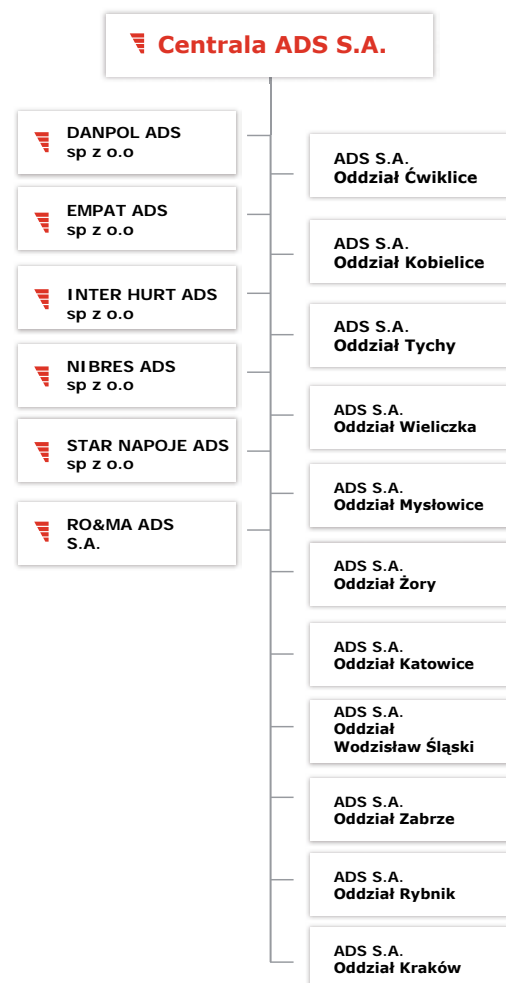 Centrala ADS S.A.
DANPOL ADS
sp z o.o
EMPAT ADS
sp z o.o
INTER HURT ADS
sp z o.o
NIBRES ADS
sp z o.o
STAR NAPOJE ADS
sp z o.o
RO&MA ADS
S.A.
ADS S.A.
Oddział Ćwiklice
ADS S.A.
Oddział Kobielice
ADS S.A.
Oddział Tychy
ADS S.A.
Oddział Wieliczka
ADS S.A.
Oddział Mysłowice
ADS S.A.
Oddział Żory
ADS S.A.
Oddział Katowice
ADS S.A.
Oddział
Wodzisław Śląski
ADS S.A.
Oddział Zabrze
ADS S.A.
Oddział Rybnik
ADS S.A.
Oddział Kraków